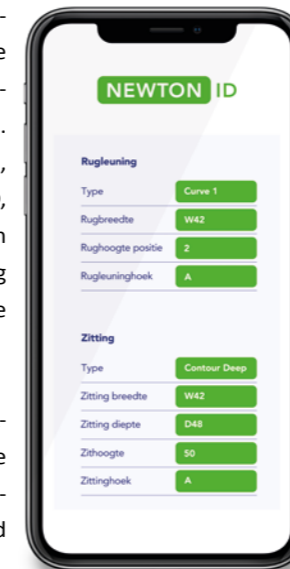 NEWTON ID
Rugleuning
Type Curve 1
Rugbreedte W42
Rughoogte positie 2
Rugleuninghoek A
Zitting
Type Contour Deep
Zitting breedte W42
Zitting diepte D48
Zithoogte 50
Zittinghoek A